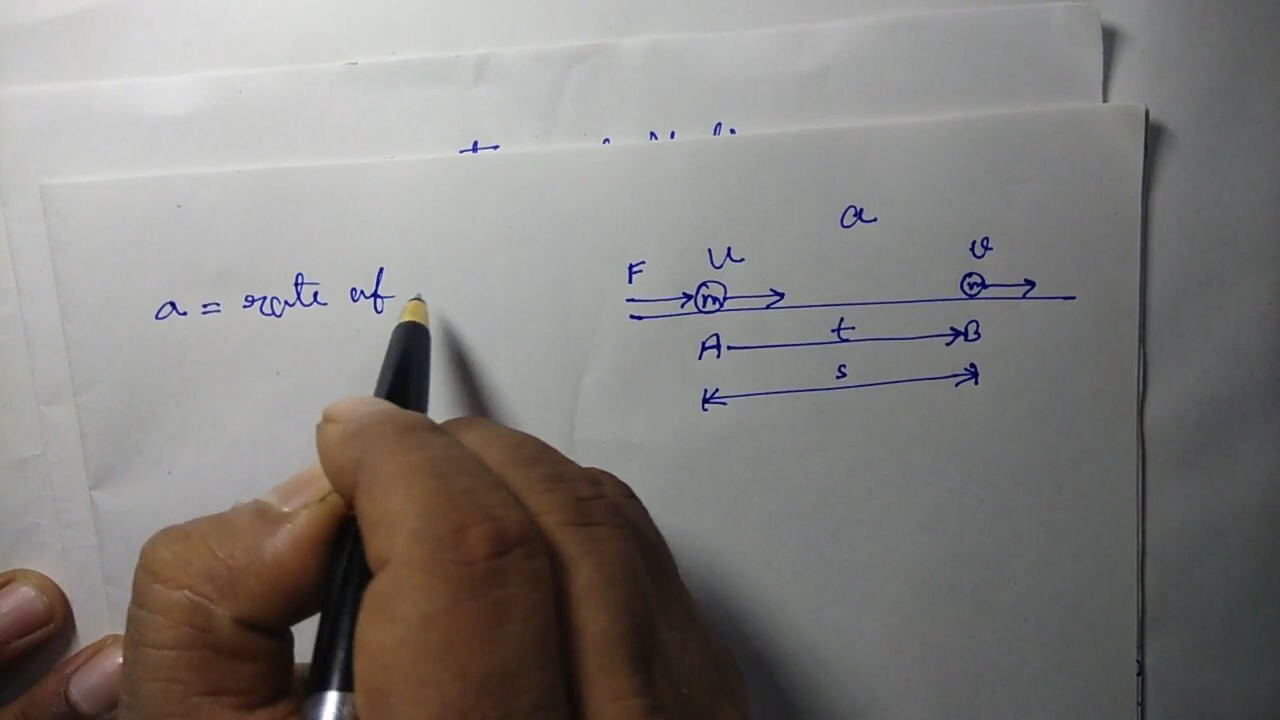 a
F u v
m m
a = rate of
A t B
s